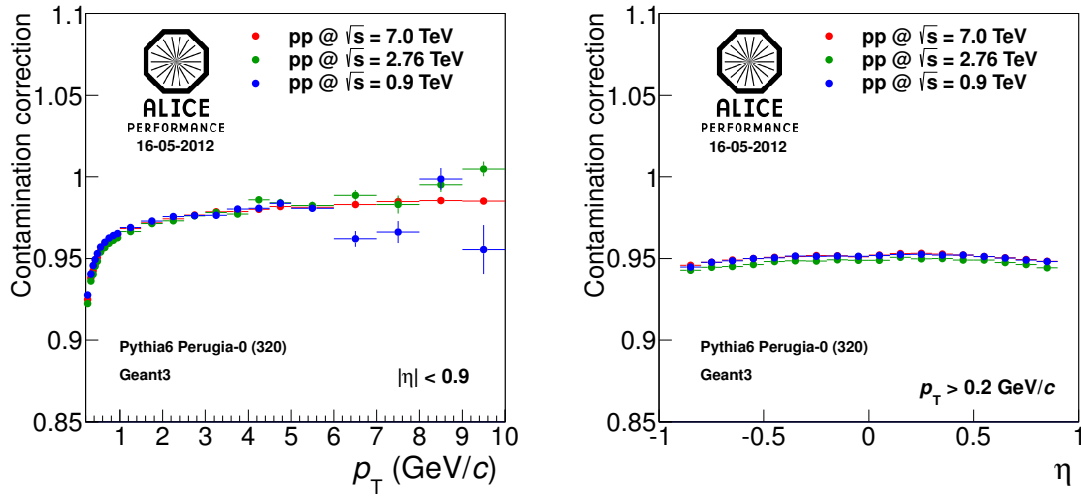 Contamination correction
1.1
1.05
1
0.95
0.9
0.85
ALICE
PERFORMANCE
16-05-2012
pp @ √s = 7.0 TeV
pp @ √s = 2.76 TeV
pp @ √s = 0.9 TeV
Pythia6 Perugia-0 (320)
Geant3
|η| < 0.9
1 2 3 4 5 6 7 8 9 10
p_T (GeV/c)
Contamination correction
1.1
1.05
1
0.95
0.9
0.85
ALICE
PERFORMANCE
16-05-2012
pp @ √s = 7.0 TeV
pp @ √s = 2.76 TeV
pp @ √s = 0.9 TeV
Pythia6 Perugia-0 (320)
Geant3
p_T > 0.2 GeV/c
-1 -0.5 0 0.5 1
η